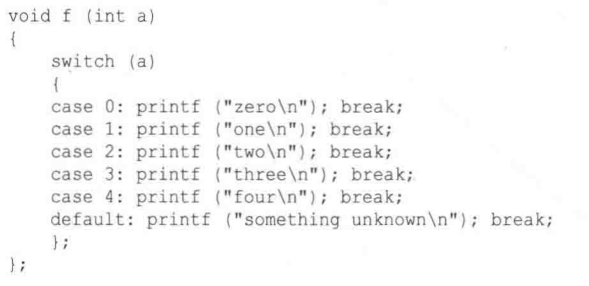 void f (int a)
{
    switch (a)
    {
    case 0: printf ("zero\n"); break;
    case 1: printf ("one\n"); break;
    case 2: printf ("two\n"); break;
    case 3: printf ("three\n"); break;
    case 4: printf ("four\n"); break;
    default: printf ("something unknown\n"); break;
    };
};